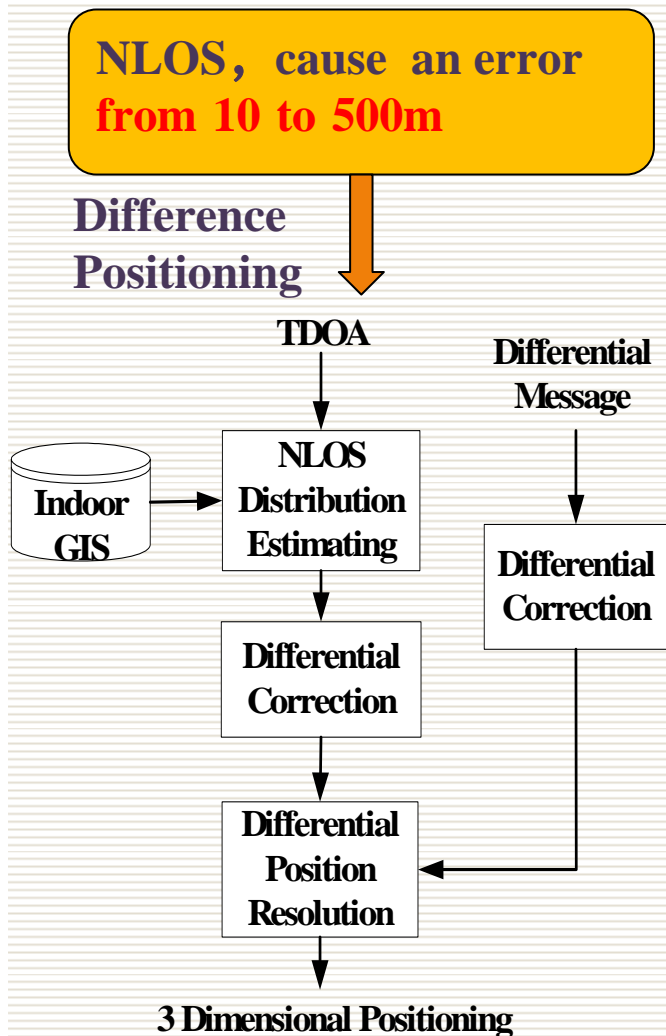 NLOS，cause an error
from 10 to 500m
Difference
Positioning
TDOA
Differential
Message
NLOS
Distribution
Estimating
Indoor
GIS
Differential
Correction
Differential
Correction
Differential
Position
Resolution
3 Dimensional Positioning